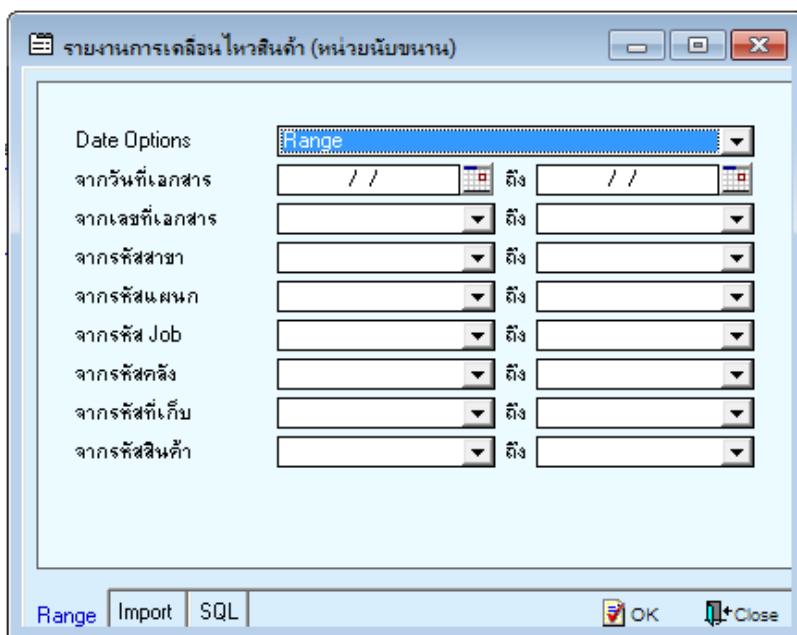 รายงานการเคลื่อนไหวสินค้า (หน่วยนับขนาน)
Date Options Range
จากวันที่เอกสาร / / ถึง / /
จากเลขที่เอกสาร ถึง
จากรหัสสาขา ถึง
จากรหัสแผนก ถึง
จากรหัส Job ถึง
จากรหัสคลัง ถึง
จากรหัสที่เก็บ ถึง
จากรหัสสินค้า ถึง
Range Import SQL OK Close